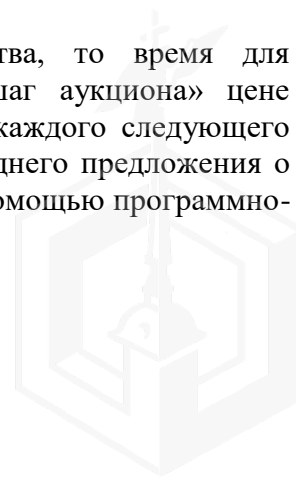 тва, то время для
шаг аукциона» цене
каждого следующего
днего предложения о
омощью программно-